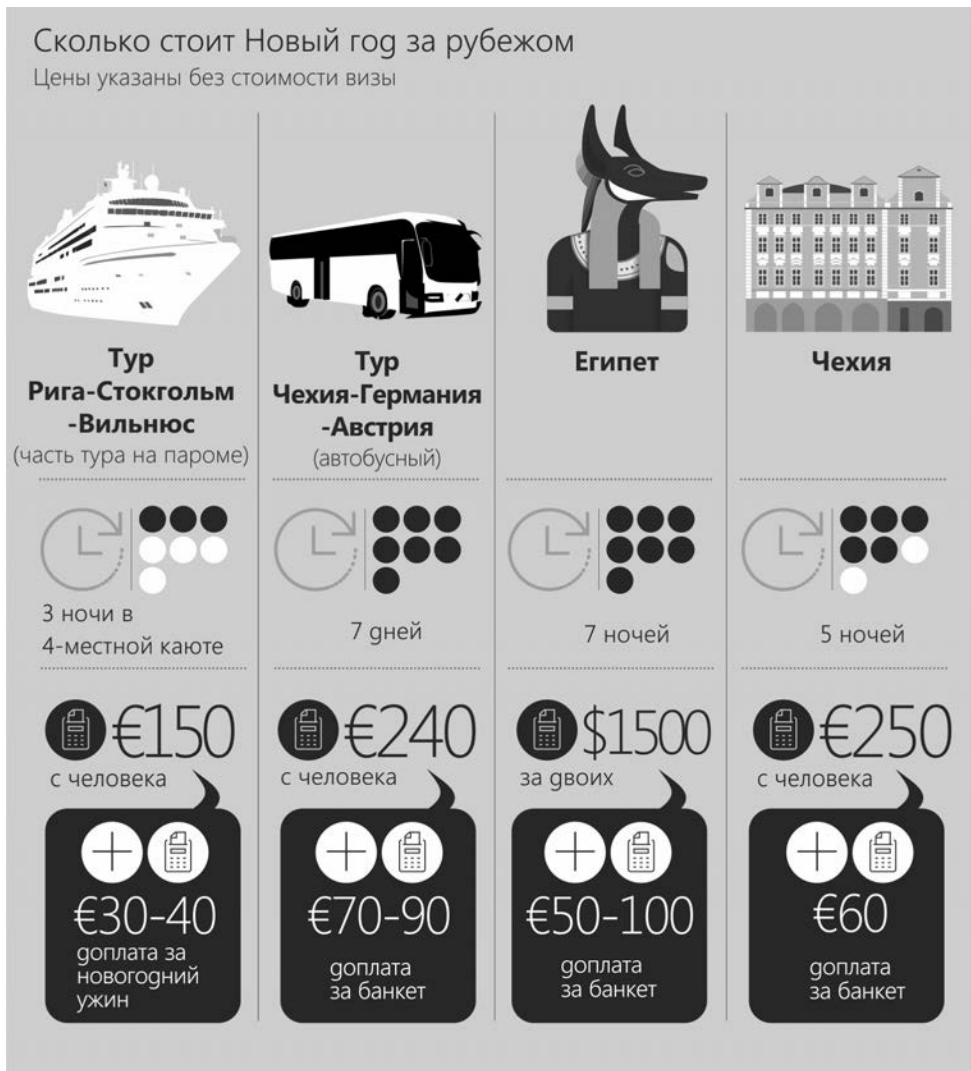 Сколько стоит Новый год за рубежом
Цены указаны без стоимости визы
Тур
Рига-Стокгольм
-Вильнюс
(часть тура на пароме)
3 ночи в
4-местной каюте
€150
с человека
€30-40
доплата за
новогодний
ужин
Тур
Чехия-Германия
-Австрия
(автобусный)
7 дней
€240
с человека
€70-90
доплата
за банкет
Египет
7 ночей
$1500
за двоих
€50-100
доплата
за банкет
Чехия
5 ночей
€250
с человека
€60
доплата
за банкет